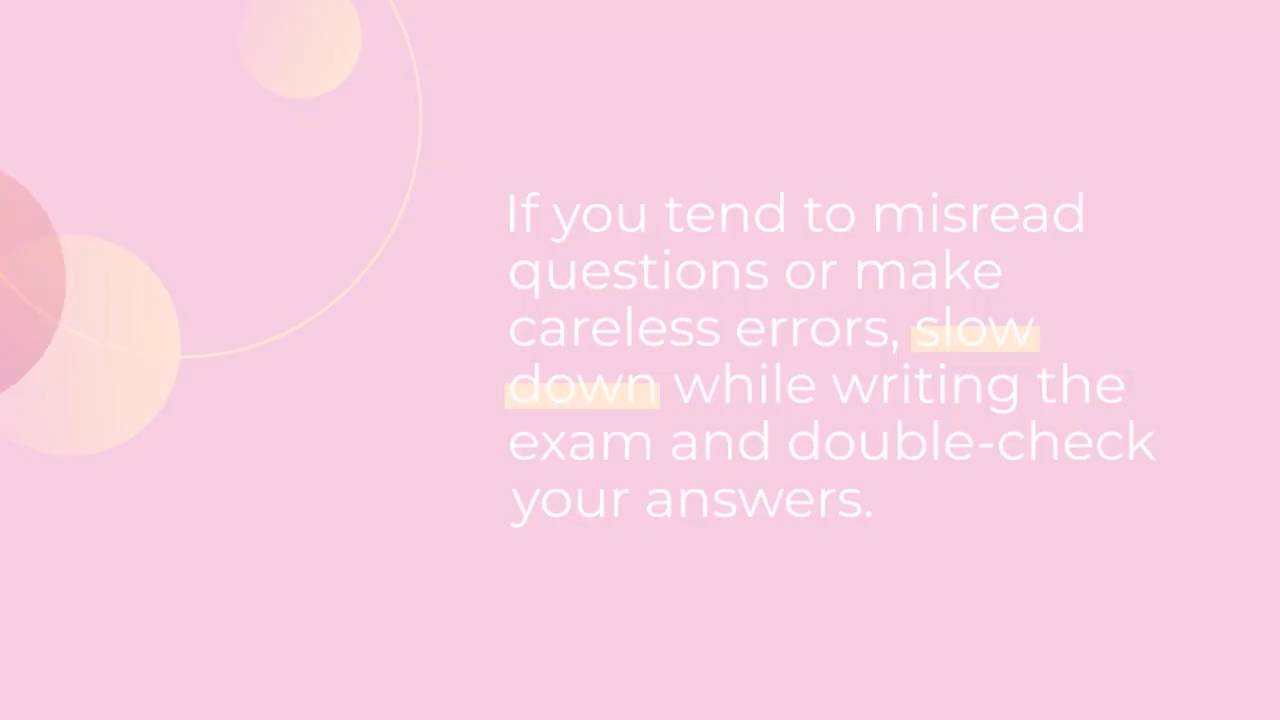 If you tend to misread
questions or make
careless errors, slow
down while writing the
exam and double-check
your answers.